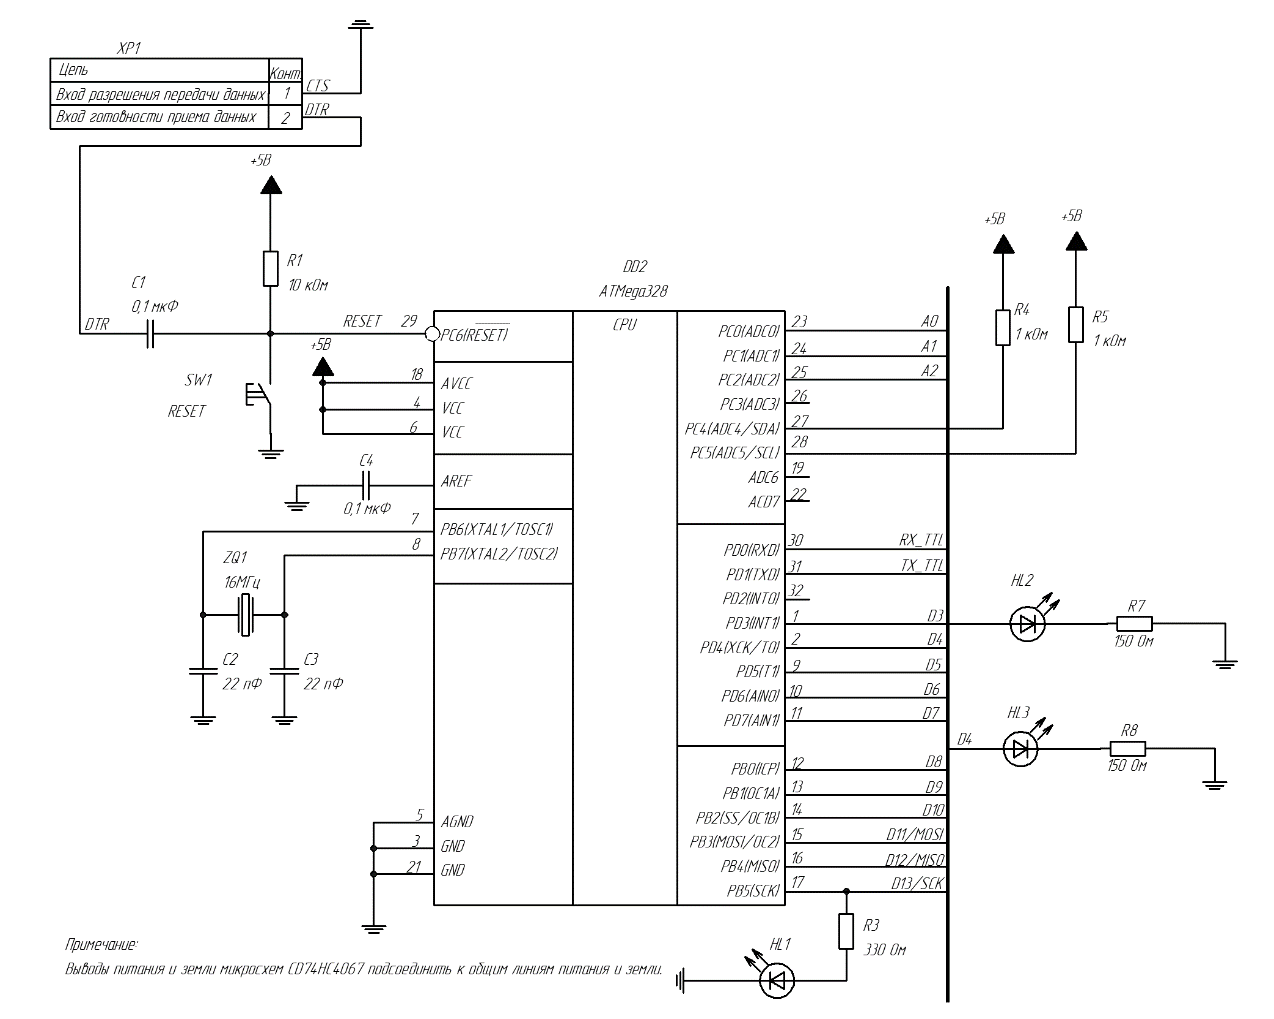 XP1
Цепь Конт.
Вход разрешения передачи данных 1 CTS
Вход готовности приема данных 2 DTR
+5В
R1
10 кОм
C1
0,1 мкФ
DTR
RESET 29
SW1
RESET
+5В
18
4
6
C4
0,1 мкФ
7
8
ZQ1
16МГц
C2
22 пФ
C3
22 пФ
5
3
21
DD2
ATMega328
CPU
PC6(RESET)
AVCC
VCC
VCC
AREF
PB6(XTAL1/TOSC1)
PB7(XTAL2/TOSC2)
AGND
GND
GND
PC0(ADC0) 23 A0
PC1(ADC1) 24 A1
PC2(ADC2) 25 A2
PC3(ADC3) 26
PC4(ADC4/SDA) 27
PC5(ADC5/SCL) 28
ADC6 19
ACD7 22
PD0(RXD) 30 RX_TTL
PD1(TXD) 31 TX_TTL
PD2(INT0) 32
PD3(INT1) 1 D3
PD4(XCK/T0) 2 D4
PD5(T1) 9 D5
PD6(AIN0) 10 D6
PD7(AIN1) 11 D7
PB0(ICP) 12 D8
PB1(OC1A) 13 D9
PB2(SS/OC1B) 14 D10
PB3(MOSI/OC2) 15 D11/MOSI
PB4(MISO) 16 D12/MISO
PB5(SCK) 17 D13/SCK
+5В
R4
1 кОм
+5В
R5
1 кОм
HL2
R7
150 Ом
D4
HL3
R8
150 Ом
R3
330 Ом
HL1
Примечание:
Выводы питания и земли микросхем CD74HC4067 подсоединить к общим линиям питания и земли.